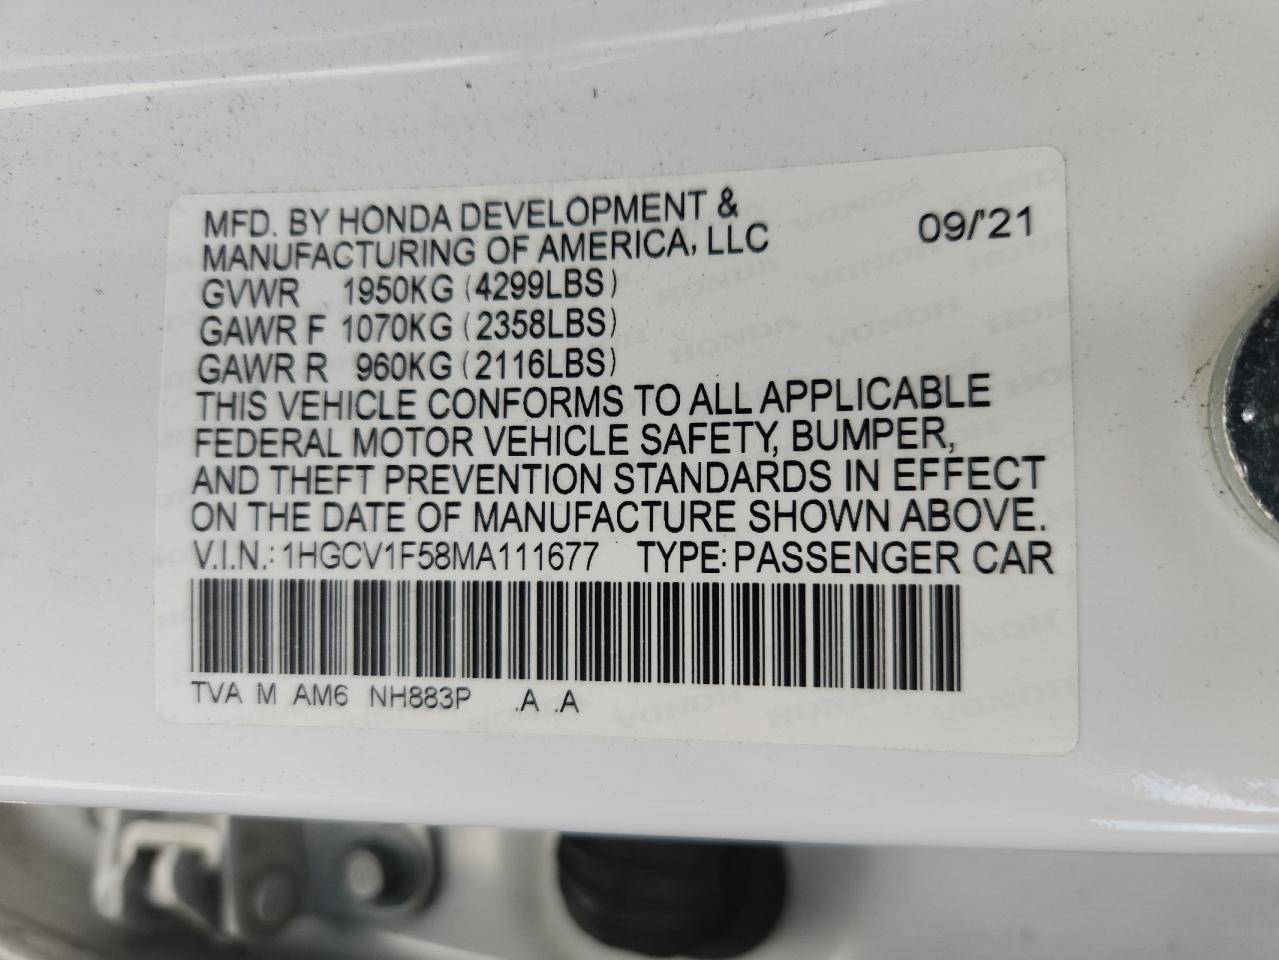 MFD. BY HONDA DEVELOPMENT &
MANUFACTURING OF AMERICA, LLC
09/'21
GVWR 1950KG (4299LBS)
GAWR F 1070KG (2358LBS)
GAWR R 960KG (2116LBS)
THIS VEHICLE CONFORMS TO ALL APPLICABLE
FEDERAL MOTOR VEHICLE SAFETY, BUMPER,
AND THEFT PREVENTION STANDARDS IN EFFECT
ON THE DATE OF MANUFACTURE SHOWN ABOVE.
V.I.N.: 1HGCV1F58MA111677 TYPE: PASSENGER CAR
TVA M AM6 NH883P .A .A